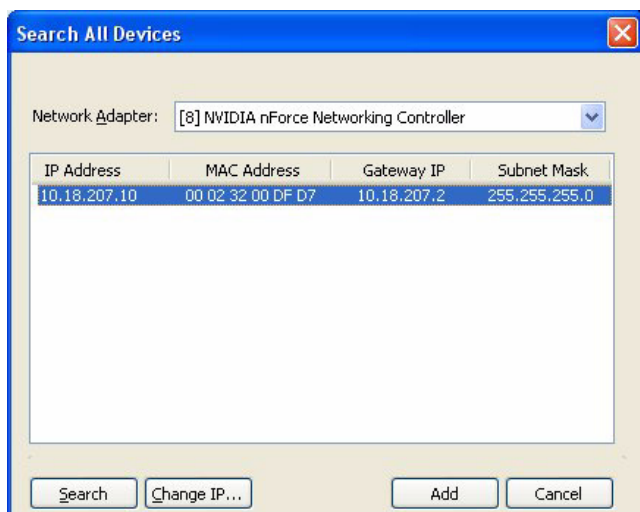 Search All Devices
Network Adapter: [8] NVIDIA nForce Networking Controller
IP Address MAC Address Gateway IP Subnet Mask
10.18.207.10 00 02 32 00 DF D7 10.18.207.2 255.255.255.0
Search Change IP... Add Cancel